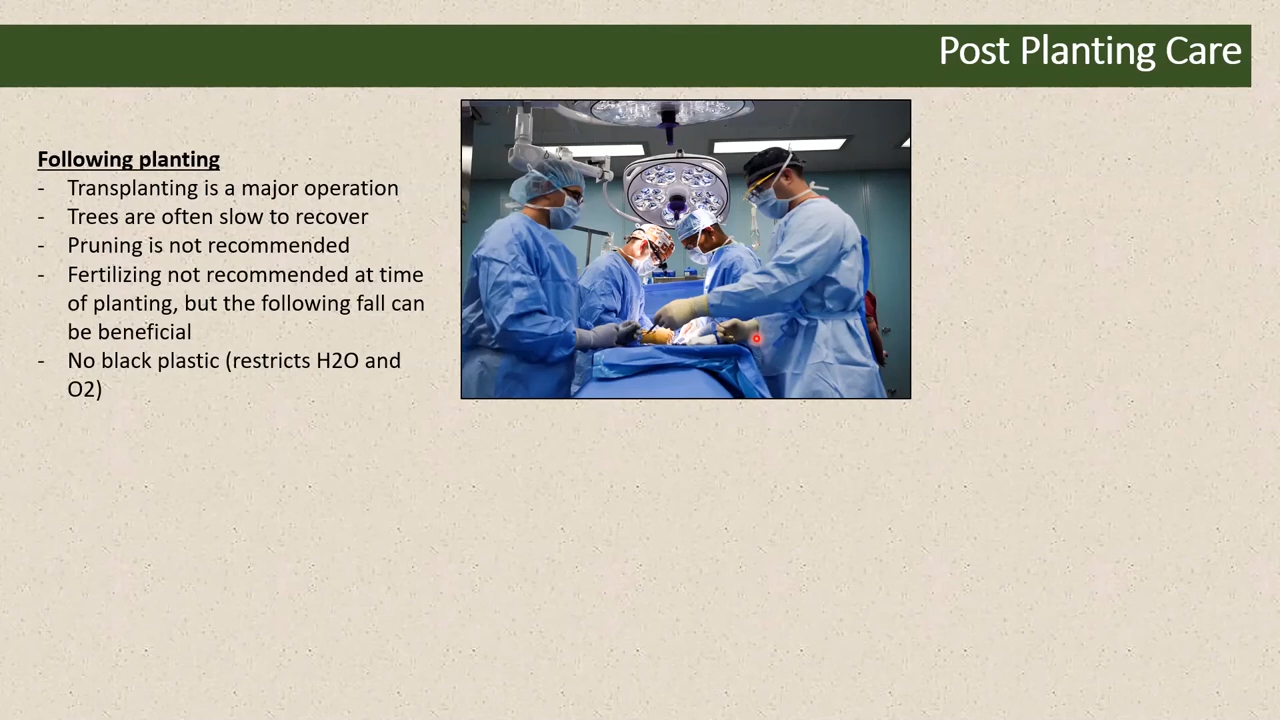 Post Planting Care
Following planting
- Transplanting is a major operation
- Trees are often slow to recover
- Pruning is not recommended
- Fertilizing not recommended at time
of planting, but the following fall can
be beneficial
- No black plastic (restricts H2O and
O2)